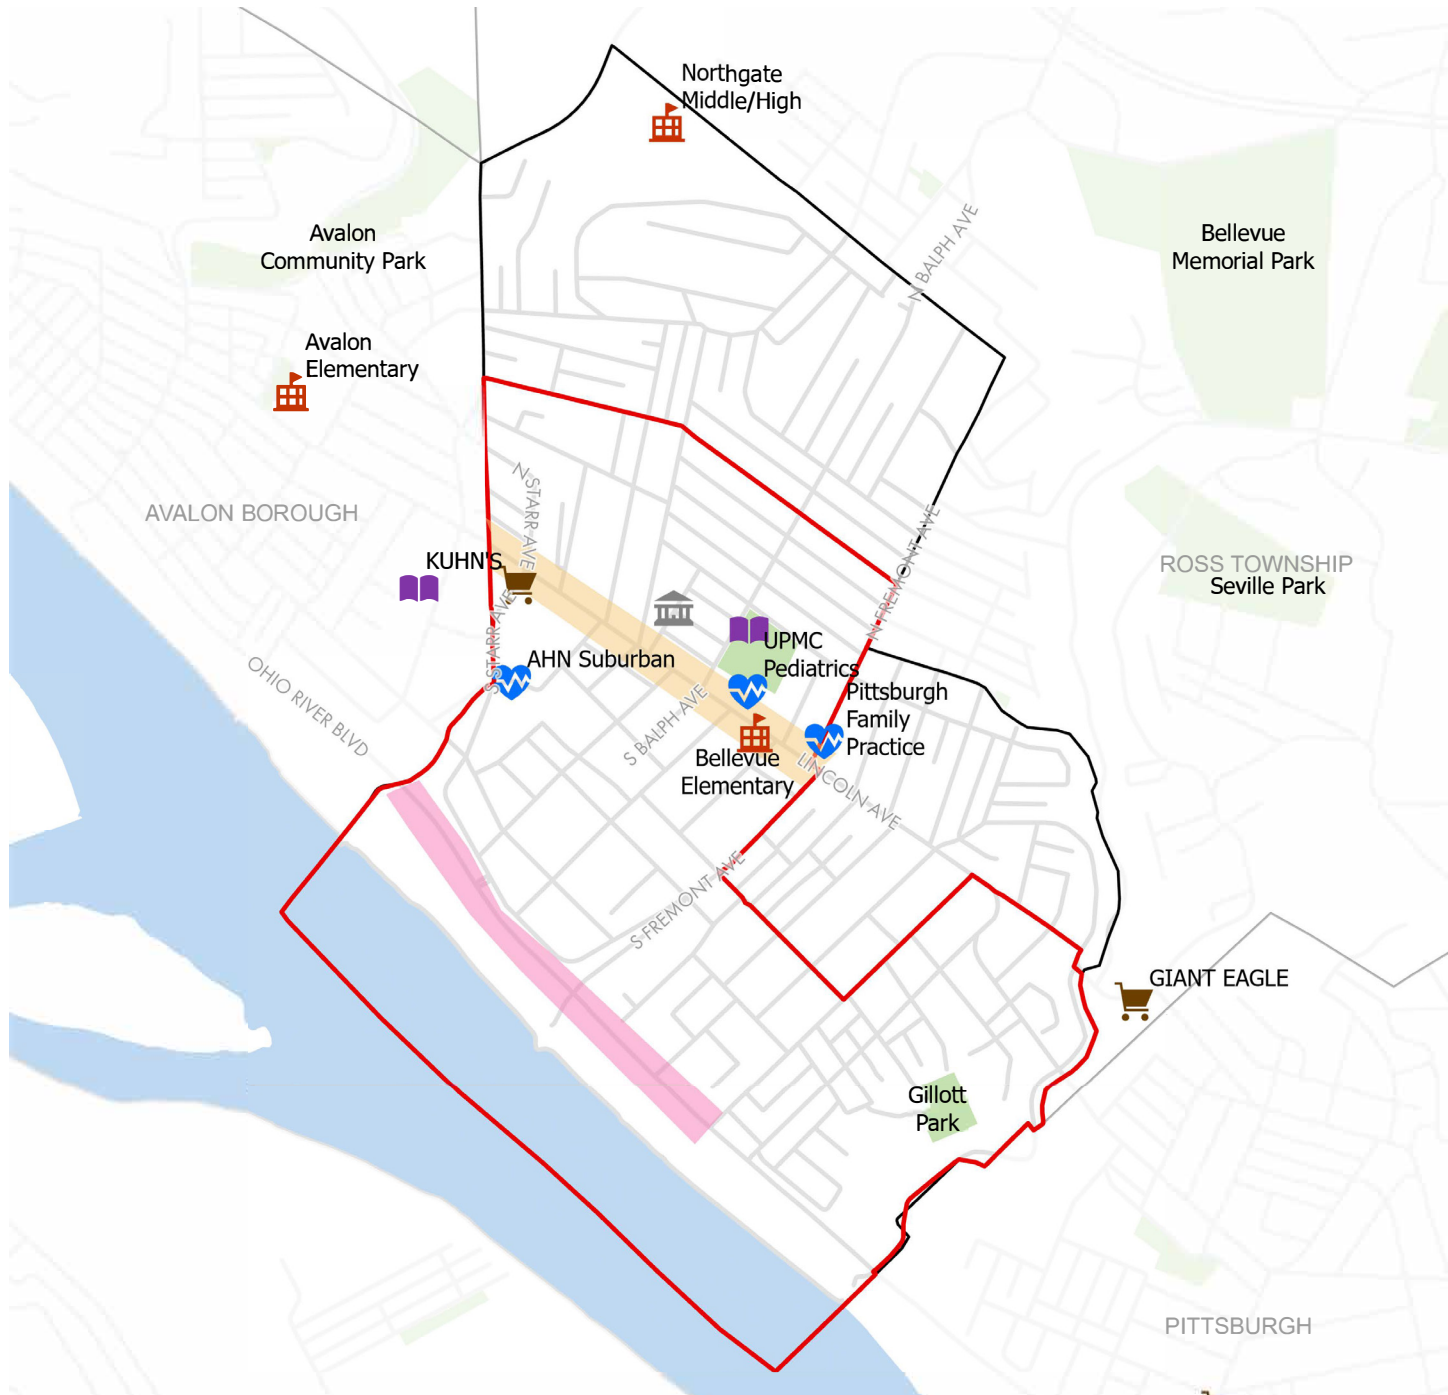 Northgate
Middle/High
N BALPH AVE
Avalon
Community Park
Bellevue
Memorial Park
Avalon
Elementary
N STARR AVE
AVALON BOROUGH
N FREMONT AVE
KUHN'S
ROSS TOWNSHIP
Seville Park
S STARR AVE
UPMC
Pediatrics
AHN Suburban
OHIO RIVER BLVD
Pittsburgh
Family
Practice
S BALPH AVE
Bellevue
Elementary
LINCOLN AVE
S FREMONT AVE
GIANT EAGLE
Gillott
Park
PITTSBURGH